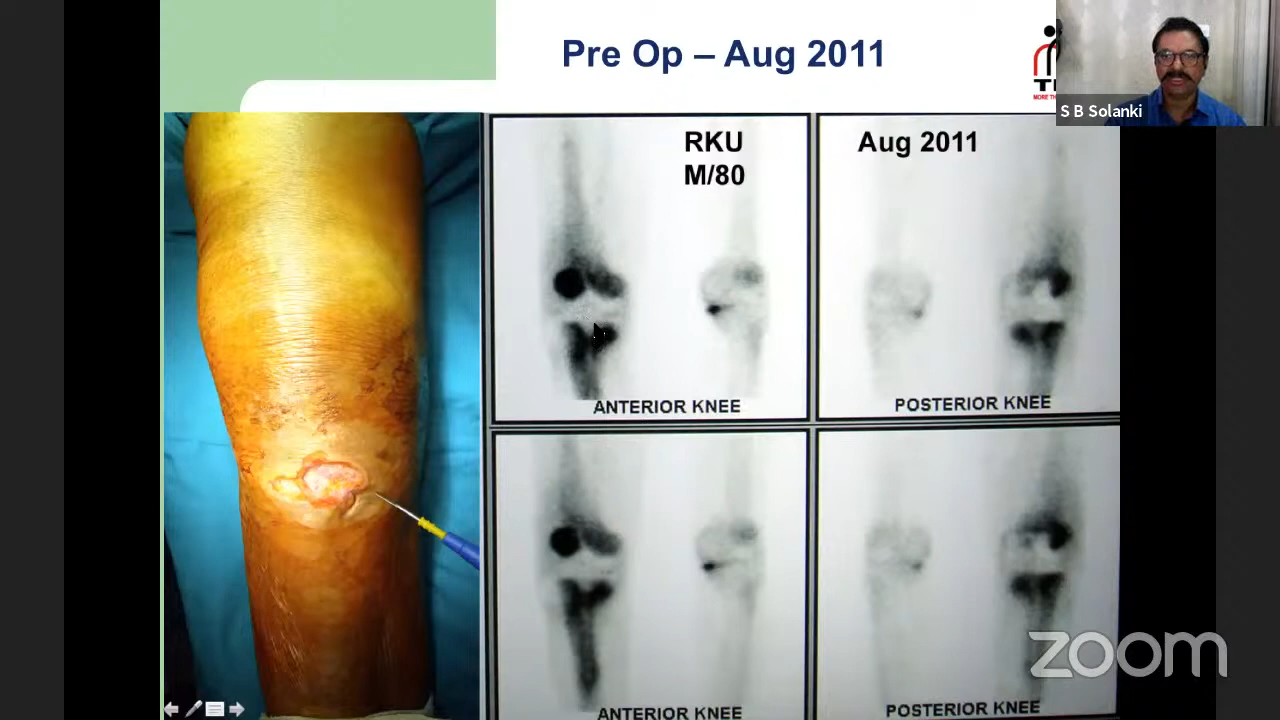 Pre Op – Aug 2011
S B Solanki
RKU
M/80
Aug 2011
ANTERIOR KNEE
POSTERIOR KNEE
ANTERIOR KNEE
POSTERIOR KNEE
zoom